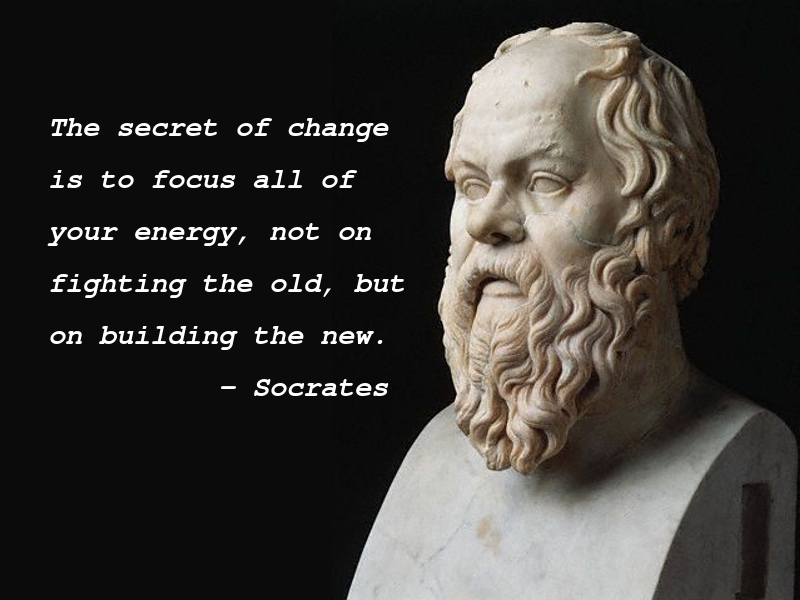 The secret of change
is to focus all of
your energy, not on
fighting the old, but
on building the new.
– Socrates